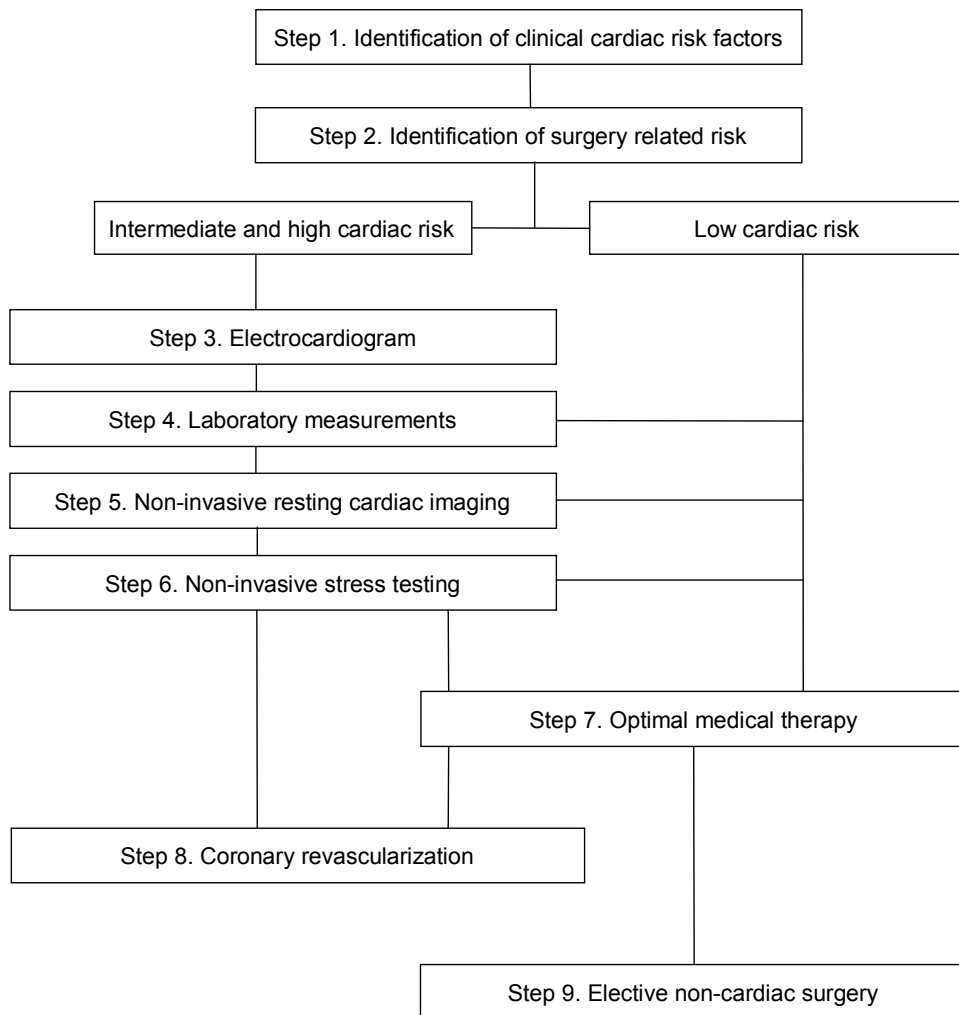 Step 1. Identification of clinical cardiac risk factors
Step 2. Identification of surgery related risk
Intermediate and high cardiac risk
Low cardiac risk
Step 3. Electrocardiogram
Step 4. Laboratory measurements
Step 5. Non-invasive resting cardiac imaging
Step 6. Non-invasive stress testing
Step 7. Optimal medical therapy
Step 8. Coronary revascularization
Step 9. Elective non-cardiac surgery